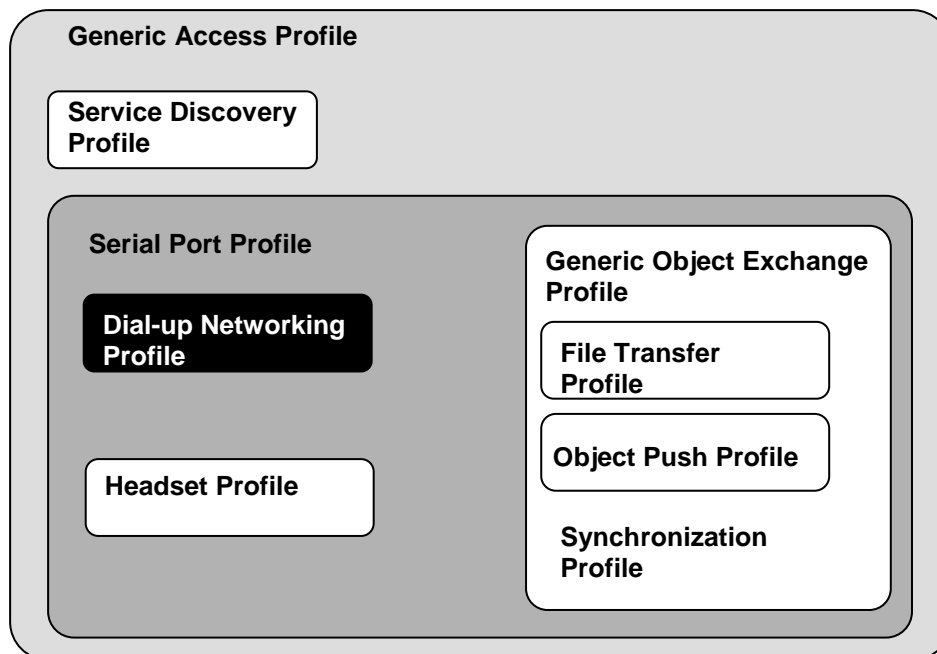 Generic Access Profile
Service Discovery
Profile
Serial Port Profile
Dial-up Networking
Profile
Headset Profile
Generic Object Exchange
Profile
File Transfer
Profile
Object Push Profile
Synchronization
Profile